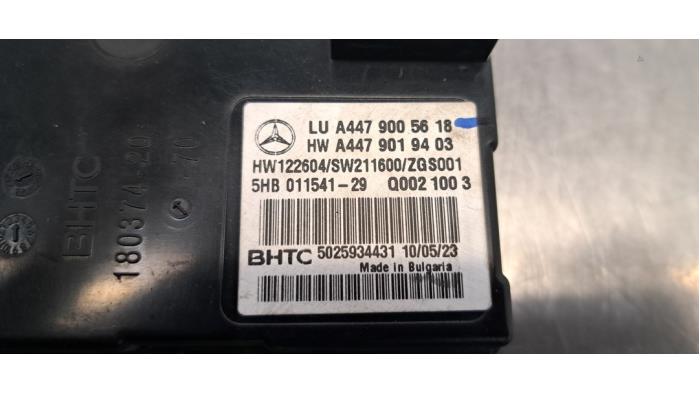 LU A447 900 56 18
HW A447 901 94 03
HW122604/SW211600/ZGS001
5HB 011541-29 Q002 100 3
BHTC 5025934431 10/05/23
Made in Bulgaria
BHTC
180374-20
-70